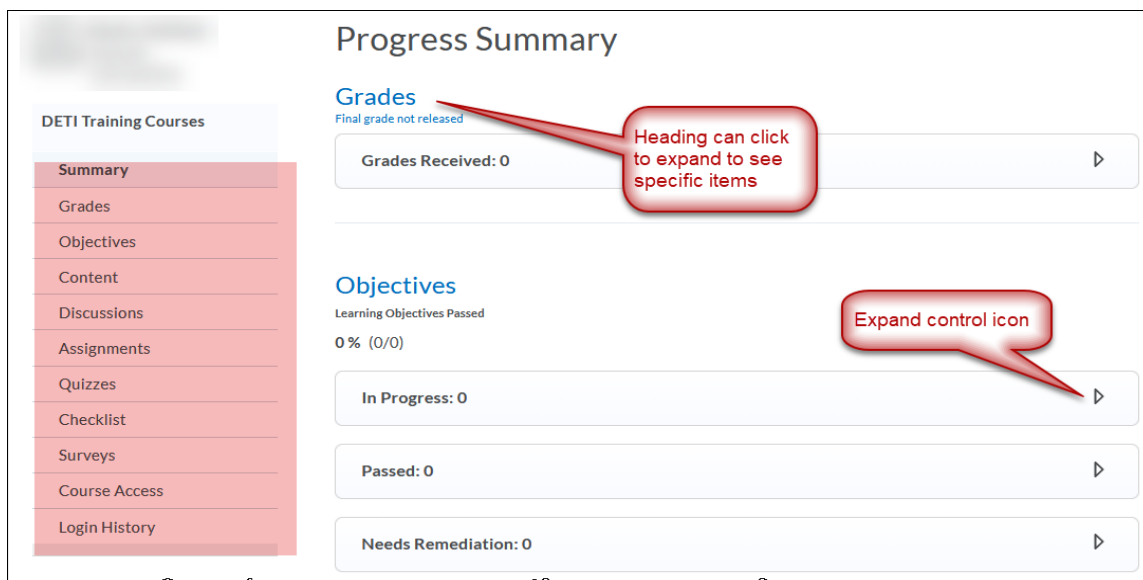 Progress Summary
Grades
Final grade not released
Grades Received: 0
Heading can click
to expand to see
specific items
DETI Training Courses
Summary
Grades
Objectives
Content
Discussions
Assignments
Quizzes
Checklist
Surveys
Course Access
Login History
Objectives
Learning Objectives Passed
0 % (0/0)
Expand control icon
In Progress: 0
Passed: 0
Needs Remediation: 0